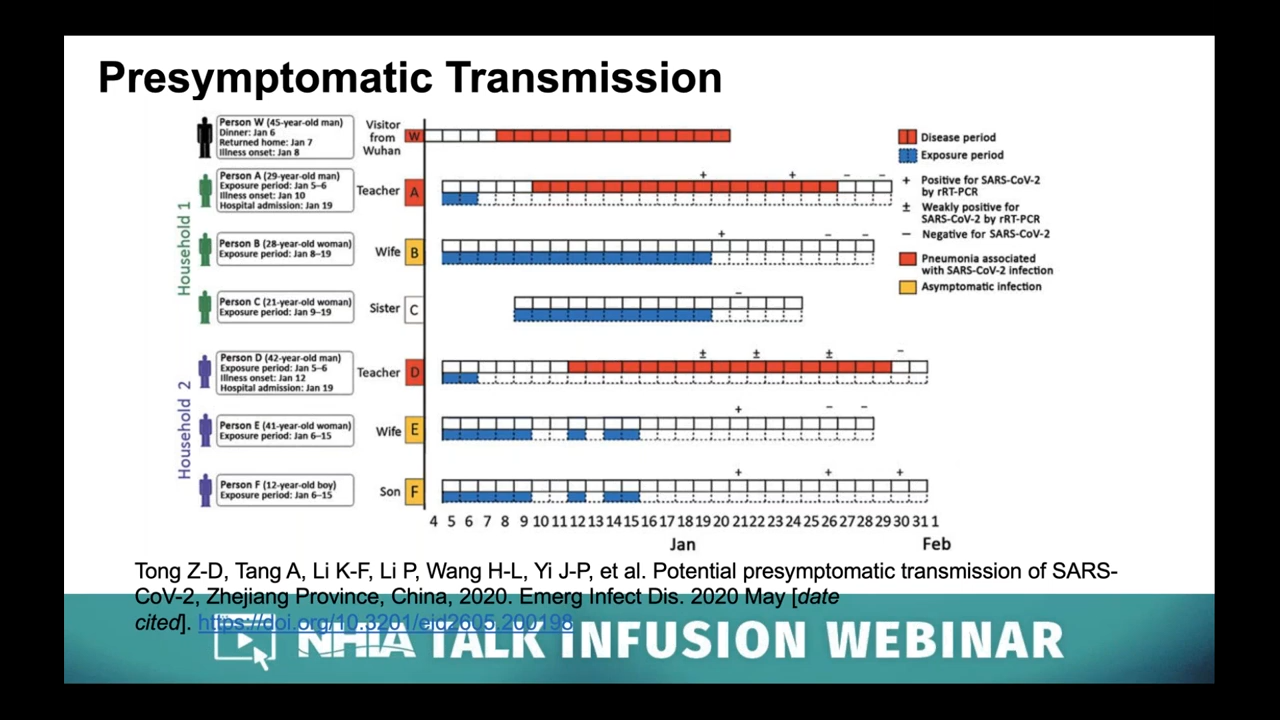 Presymptomatic Transmission
Person W (45-year-old man)
Dinner: Jan 6
Returned home: Jan 7
Illness onset: Jan 8
Visitor
from
Wuhan
W
Disease period
Exposure period
+ Positive for SARS-CoV-2
by rRT-PCR
± Weakly positive for
SARS-CoV-2 by rRT-PCR
− Negative for SARS-CoV-2
Pneumonia associated
with SARS-CoV-2 infection
Asymptomatic infection
Household 1
Person A (29-year-old man)
Exposure period: Jan 5–6
Illness onset: Jan 10
Hospital admission: Jan 19
Teacher A
+ + − −
Person B (28-year-old woman)
Exposure period: Jan 8–19
Wife B
+ − −
Person C (21-year-old woman)
Exposure period: Jan 9–19
Sister C
−
Household 2
Person D (42-year-old man)
Exposure period: Jan 5–6
Illness onset: Jan 12
Hospital admission: Jan 19
Teacher D
± ± ± −
Person E (41-year-old woman)
Exposure period: Jan 6–15
Wife E
+ − −
Person F (12-year-old boy)
Exposure period: Jan 6–15
Son F
+ + +
4 5 6 7 8 9 10 11 12 13 14 15 16 17 18 19 20 21 22 23 24 25 26 27 28 29 30 31 1
Jan Feb
Tong Z-D, Tang A, Li K-F, Li P, Wang H-L, Yi J-P, et al. Potential presymptomatic transmission of SARS-
CoV-2, Zhejiang Province, China, 2020. Emerg Infect Dis. 2020 May [date
cited]. https://doi.org/10.3201/eid2605.200198
NHIA TALK INFUSION WEBINAR